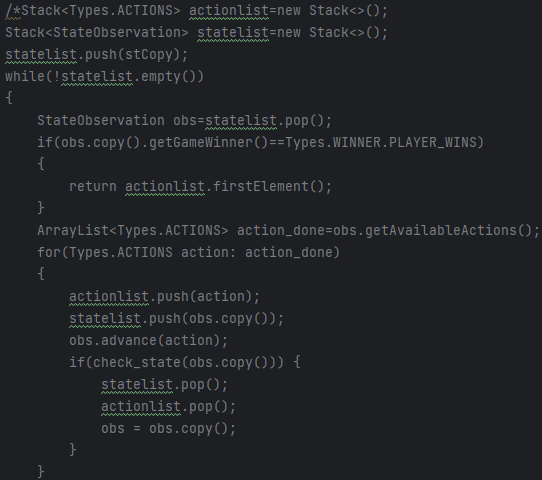 /*Stack<Types.ACTIONS> actionlist=new Stack<>();
Stack<StateObservation> statelist=new Stack<>();
statelist.push(stCopy);
while(!statelist.empty())
{
    StateObservation obs=statelist.pop();
    if(obs.copy().getGameWinner()==Types.WINNER.PLAYER_WINS)
    {
        return actionlist.firstElement();
    }
    ArrayList<Types.ACTIONS> action_done=obs.getAvailableActions();
    for(Types.ACTIONS action: action_done)
    {
        actionlist.push(action);
        statelist.push(obs.copy());
        obs.advance(action);
        if(check_state(obs.copy())) {
            statelist.pop();
            actionlist.pop();
            obs = obs.copy();
        }
    }